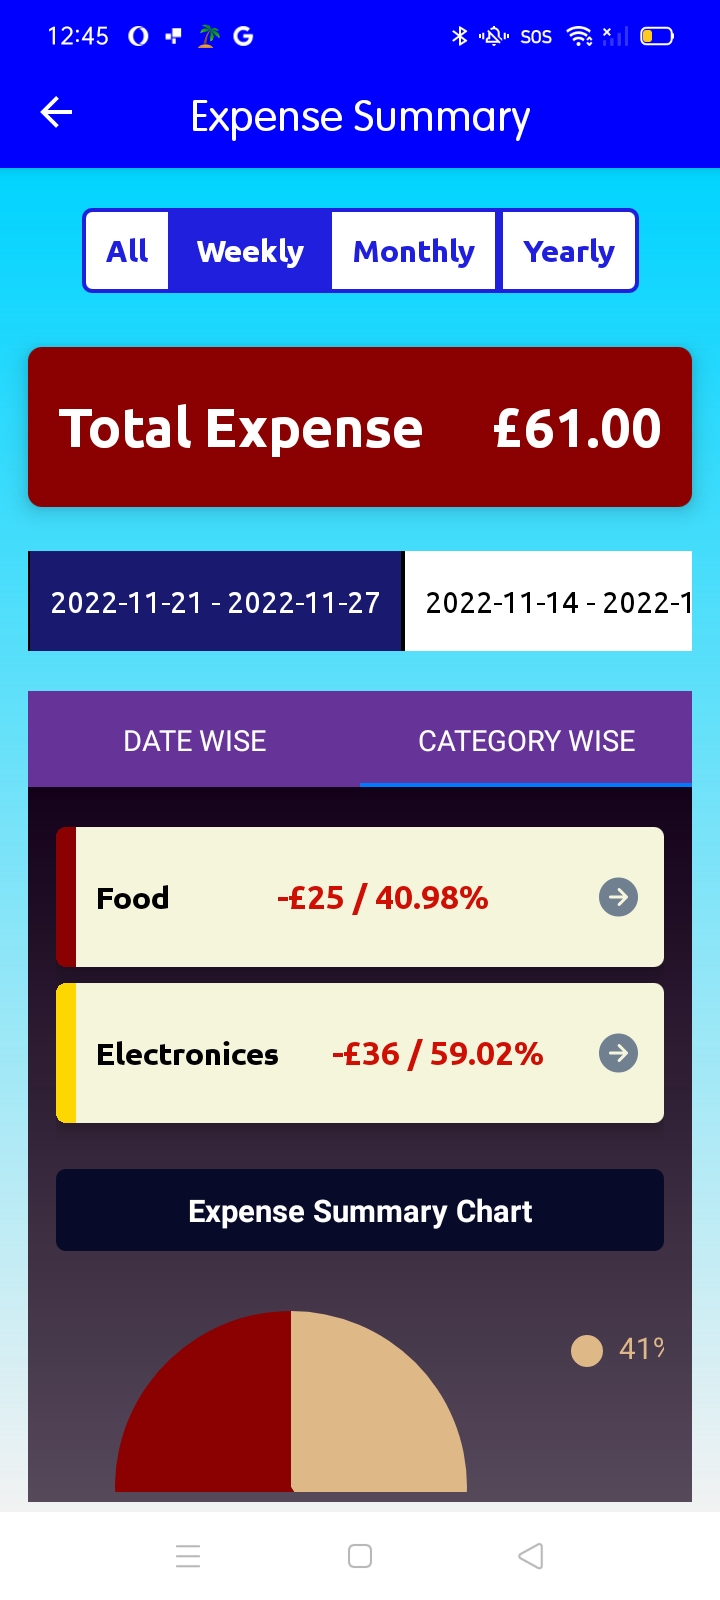 12:45 SOS
Expense Summary
All Weekly Monthly Yearly
Total Expense £61.00
2022-11-21 - 2022-11-27 2022-11-14 - 2022-1
DATE WISE CATEGORY WISE
Food -£25 / 40.98%
Electronices -£36 / 59.02%
Expense Summary Chart
41%